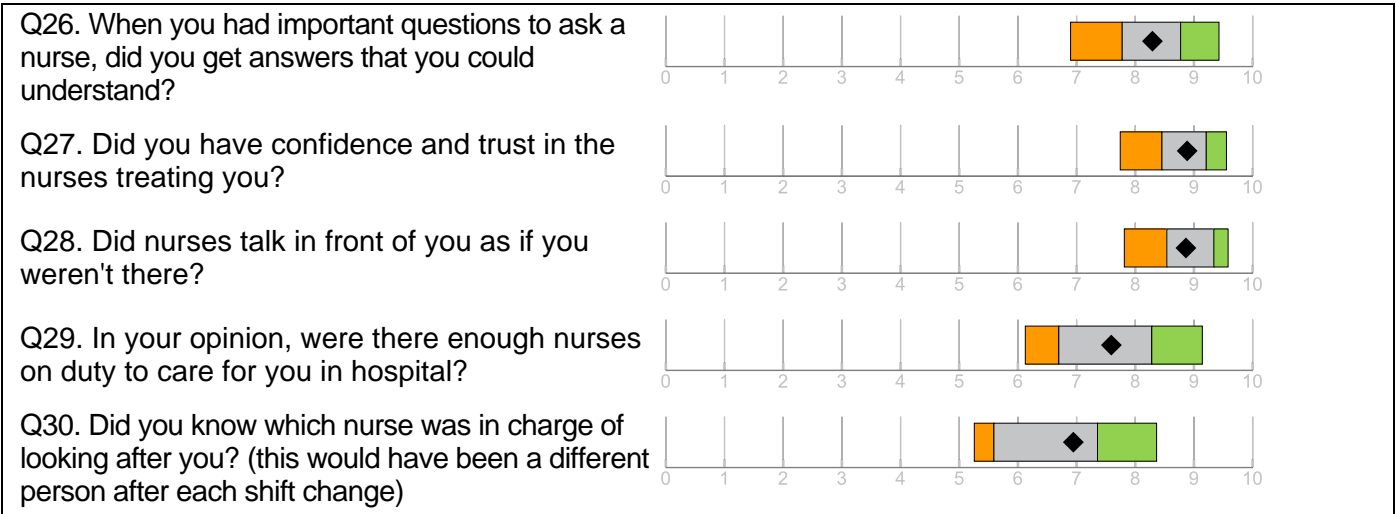 Q26. When you had important questions to ask a
nurse, did you get answers that you could
understand?
0 1 2 3 4 5 6 7 8 9 10
Q27. Did you have confidence and trust in the
nurses treating you?
0 1 2 3 4 5 6 7 8 9 10
Q28. Did nurses talk in front of you as if you
weren't there?
0 1 2 3 4 5 6 7 8 9 10
Q29. In your opinion, were there enough nurses
on duty to care for you in hospital?
0 1 2 3 4 5 6 7 8 9 10
Q30. Did you know which nurse was in charge of
looking after you? (this would have been a different
person after each shift change)
0 1 2 3 4 5 6 7 8 9 10